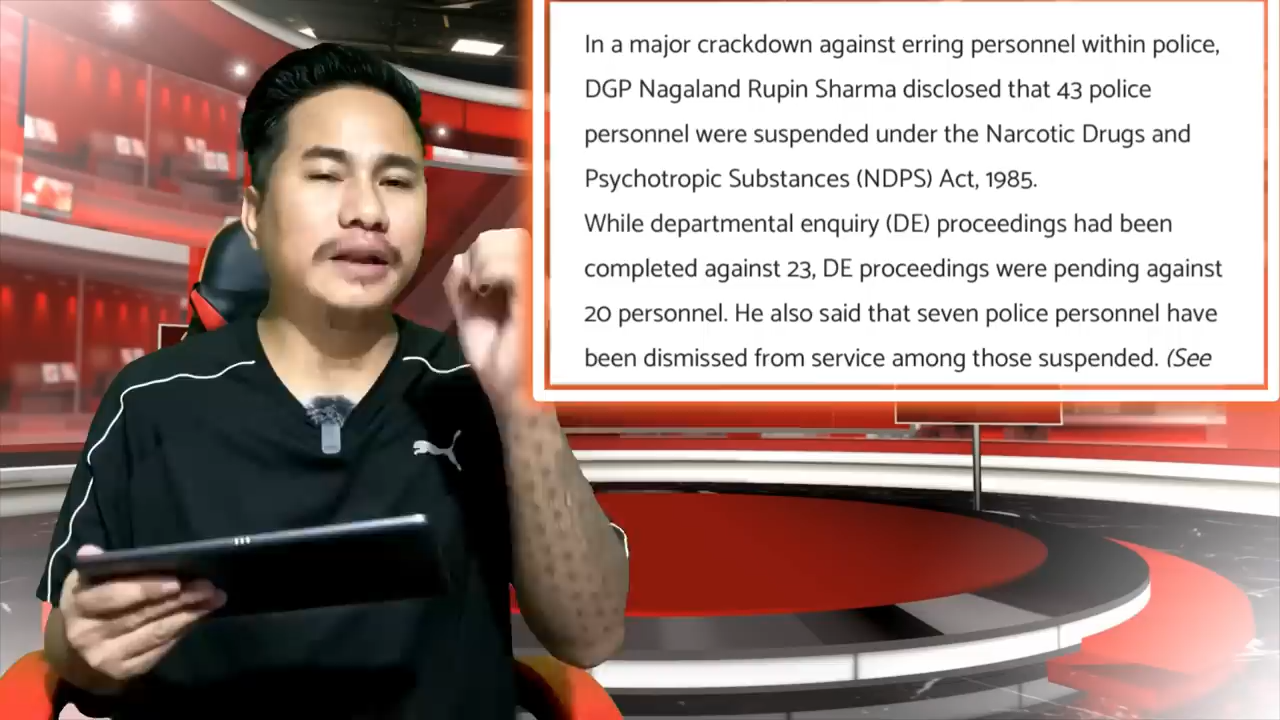 In a major crackdown against erring personnel within police,
DGP Nagaland Rupin Sharma disclosed that 43 police
personnel were suspended under the Narcotic Drugs and
Psychotropic Substances (NDPS) Act, 1985.
While departmental enquiry (DE) proceedings had been
completed against 23, DE proceedings were pending against
20 personnel. He also said that seven police personnel have
been dismissed from service among those suspended. (See